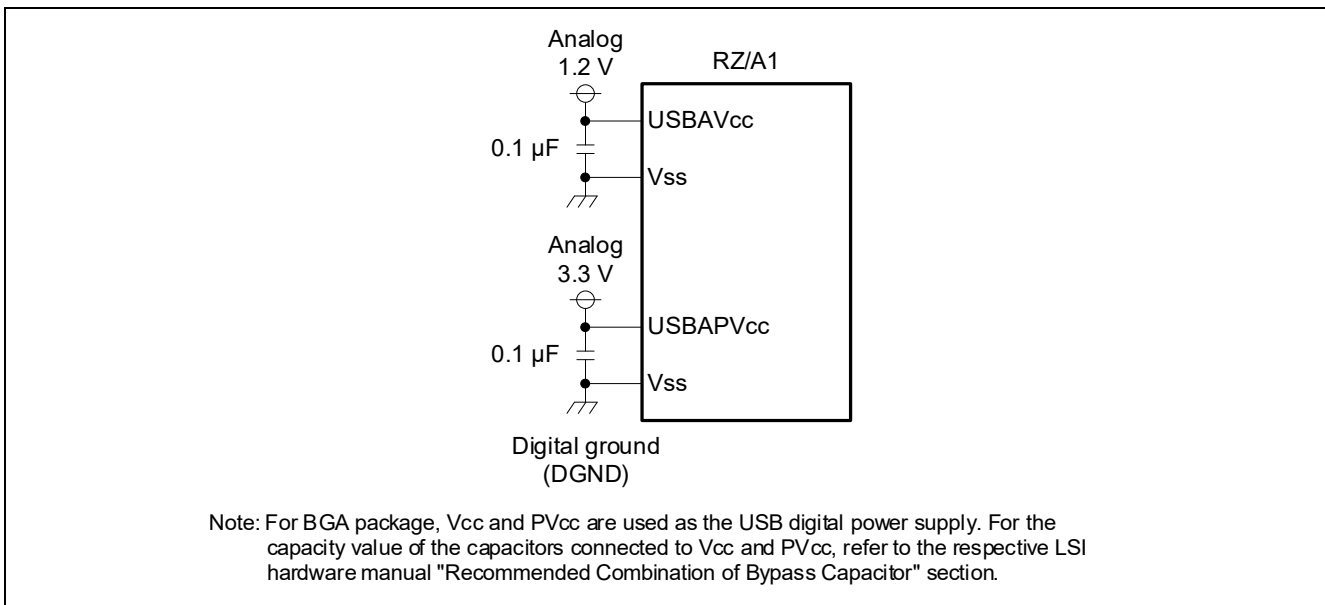 Analog
1.2 V
RZ/A1
USBAVcc
0.1 µF
Vss
Analog
3.3 V
USBAPVcc
0.1 µF
Vss
Digital ground
(DGND)
Note: For BGA package, Vcc and PVcc are used as the USB digital power supply. For the
capacity value of the capacitors connected to Vcc and PVcc, refer to the respective LSI
hardware manual "Recommended Combination of Bypass Capacitor" section.